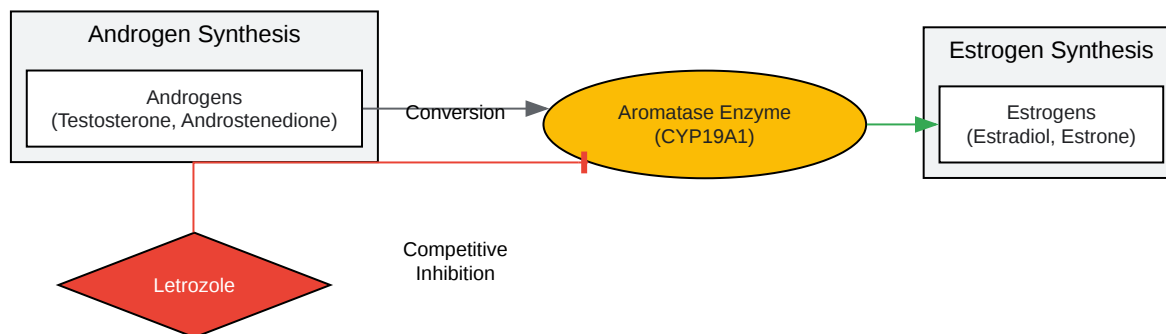 Androgen Synthesis
Androgens
(Testosterone, Androstenedione)
Conversion
Aromatase Enzyme
(CYP19A1)
Estrogen Synthesis
Estrogens
(Estradiol, Estrone)
Competitive
Inhibition
Letrozole